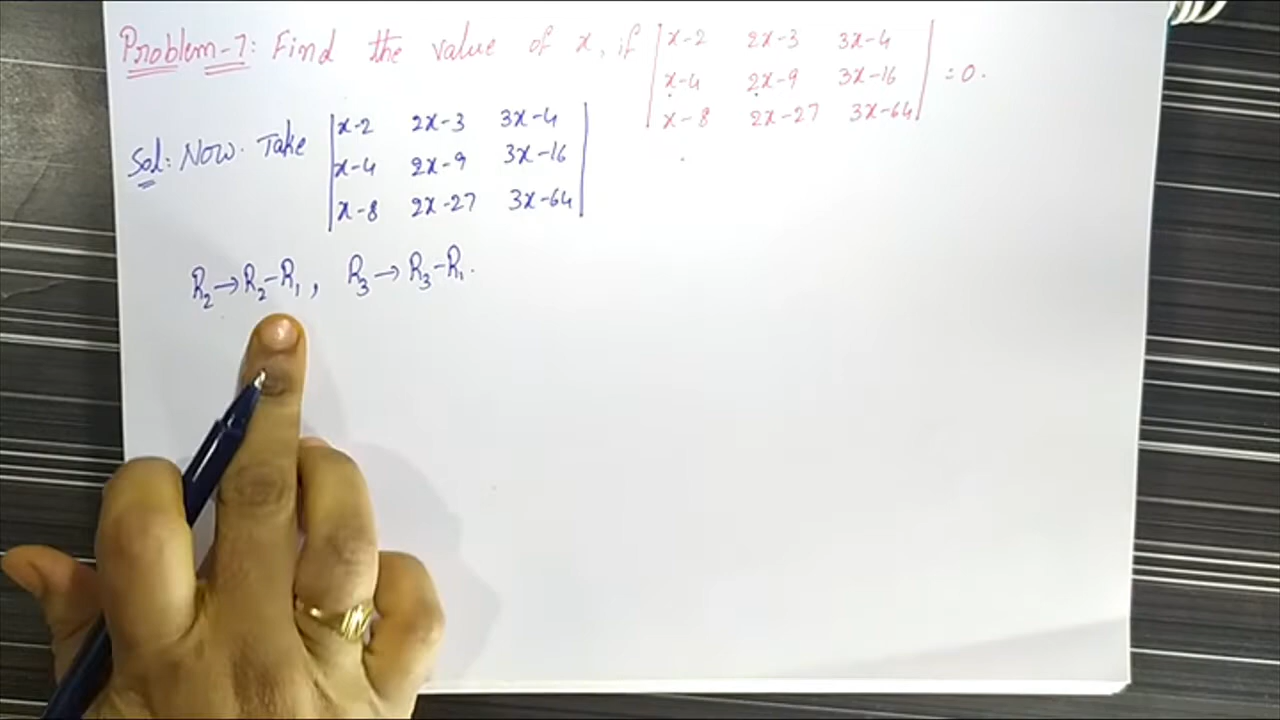 Problem-7: Find the value of x, if | x-2 2x-3 3x-4 |
| x-4 2x-9 3x-16 | = 0.
| x-8 2x-27 3x-64 |
Sol: Now. Take | x-2 2x-3 3x-4 |
| x-4 2x-9 3x-16 |
| x-8 2x-27 3x-64 |
R₂→R₂-R₁, R₃→R₃-R₁.